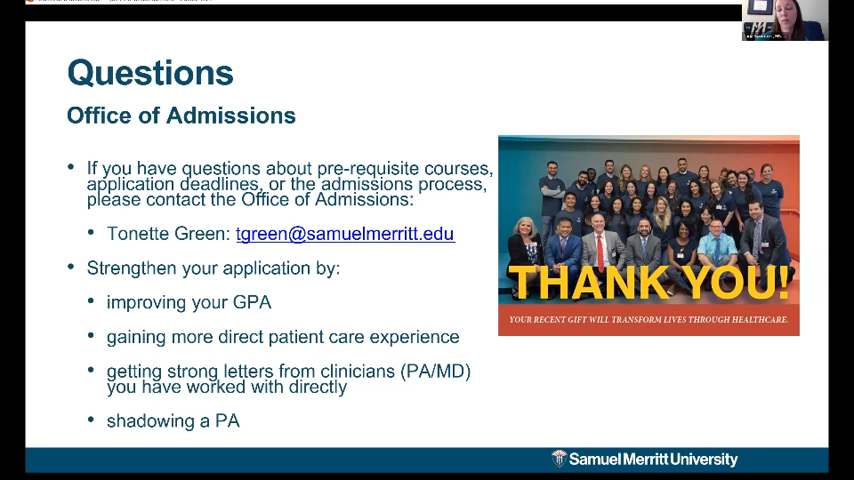 Questions
Office of Admissions
• If you have questions about pre-requisite courses,
application deadlines, or the admissions process,
please contact the Office of Admissions:
• Tonette Green: tgreen@samuelmerritt.edu
• Strengthen your application by:
• improving your GPA
• gaining more direct patient care experience
• getting strong letters from clinicians (PA/MD)
you have worked with directly
• shadowing a PA
THANK YOU!
YOUR RECENT GIFT WILL TRANSFORM LIVES THROUGH HEALTHCARE.
Samuel Merritt University